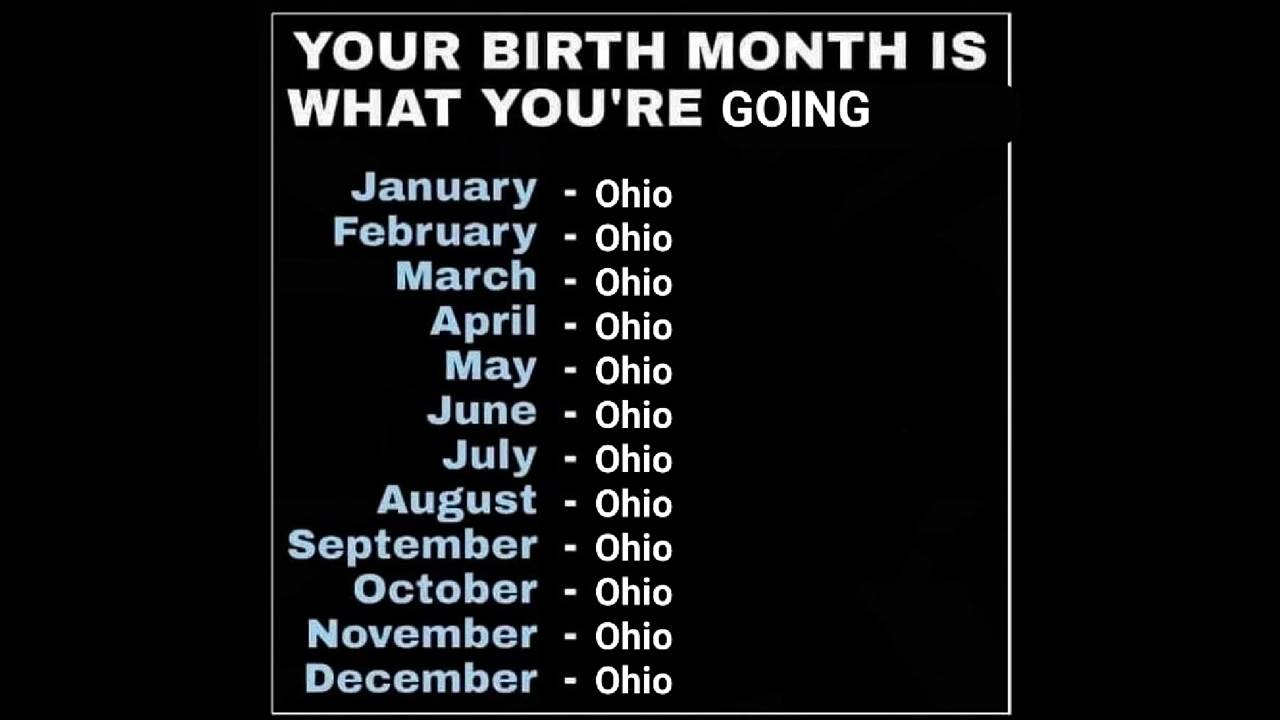 YOUR BIRTH MONTH IS
WHAT YOU'RE GOING
January - Ohio
February - Ohio
March - Ohio
April - Ohio
May - Ohio
June - Ohio
July - Ohio
August - Ohio
September - Ohio
October - Ohio
November - Ohio
December - Ohio